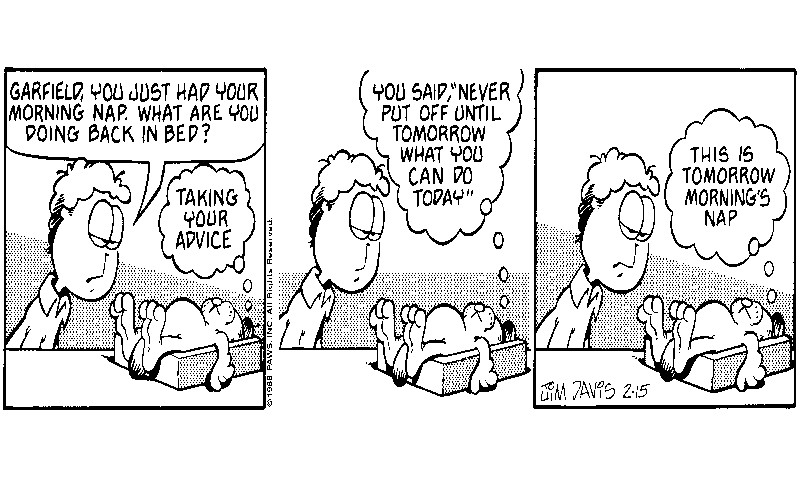 GARFIELD, YOU JUST HAD YOUR
MORNING NAP. WHAT ARE YOU
DOING BACK IN BED?
TAKING
YOUR
ADVICE
©1988 PAWS, INC. All Rights Reserved.
YOU SAID, "NEVER
PUT OFF UNTIL
TOMORROW
WHAT YOU
CAN DO
TODAY"
THIS IS
TOMORROW
MORNING'S
NAP
JIM DAVIS 2-15